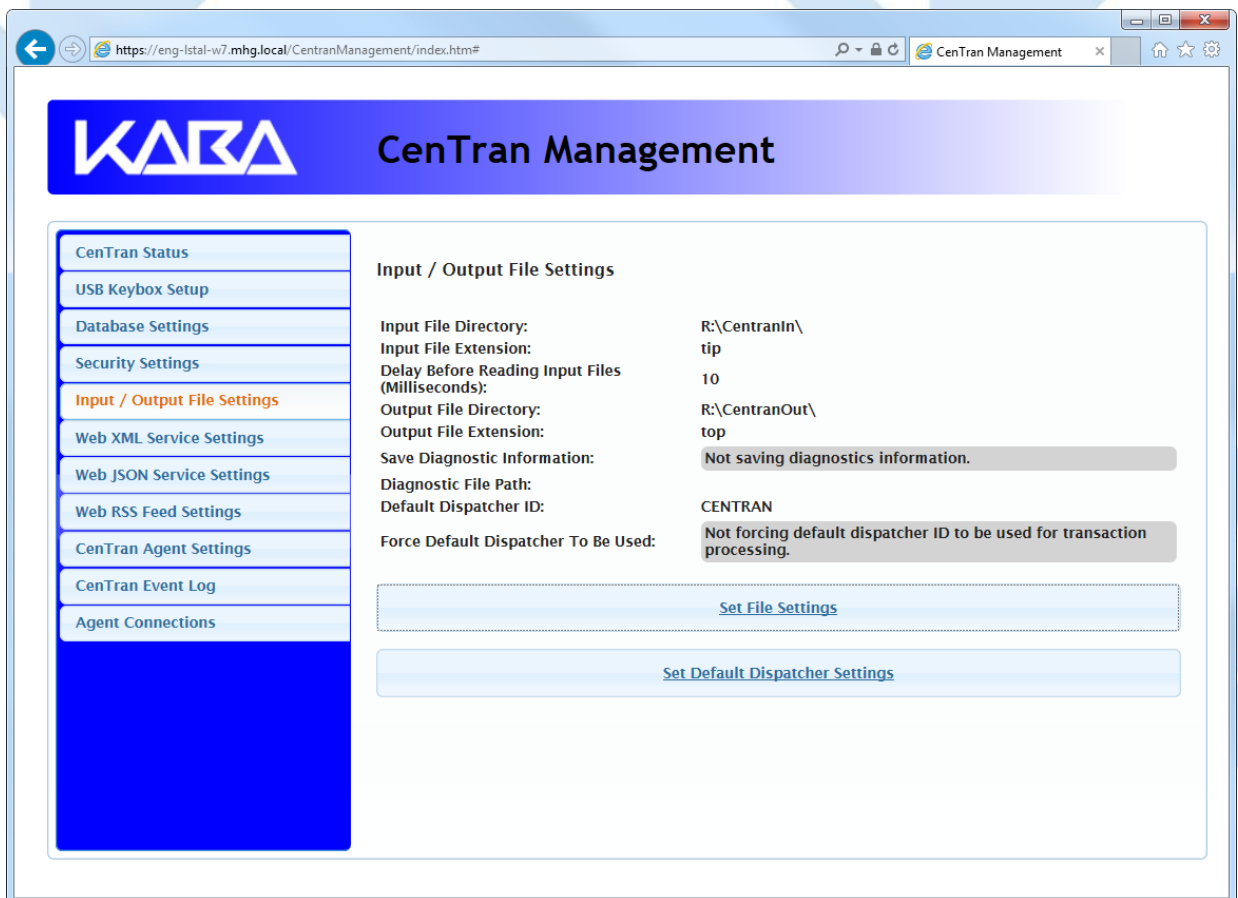 https://eng-lstal-w7.mhg.local/CentranManagement/index.htm#
CenTran Management
KABA
CenTran Management
CenTran Status
USB Keybox Setup
Database Settings
Security Settings
Input / Output File Settings
Web XML Service Settings
Web JSON Service Settings
Web RSS Feed Settings
CenTran Agent Settings
CenTran Event Log
Agent Connections
Input / Output File Settings
Input File Directory: R:\CentranIn\
Input File Extension: tip
Delay Before Reading Input Files
(Milliseconds): 10
Output File Directory: R:\CentranOut\
Output File Extension: top
Save Diagnostic Information: Not saving diagnostics information.
Diagnostic File Path:
Default Dispatcher ID: CENTRAN
Force Default Dispatcher To Be Used: Not forcing default dispatcher ID to be used for transaction
processing.
Set File Settings
Set Default Dispatcher Settings